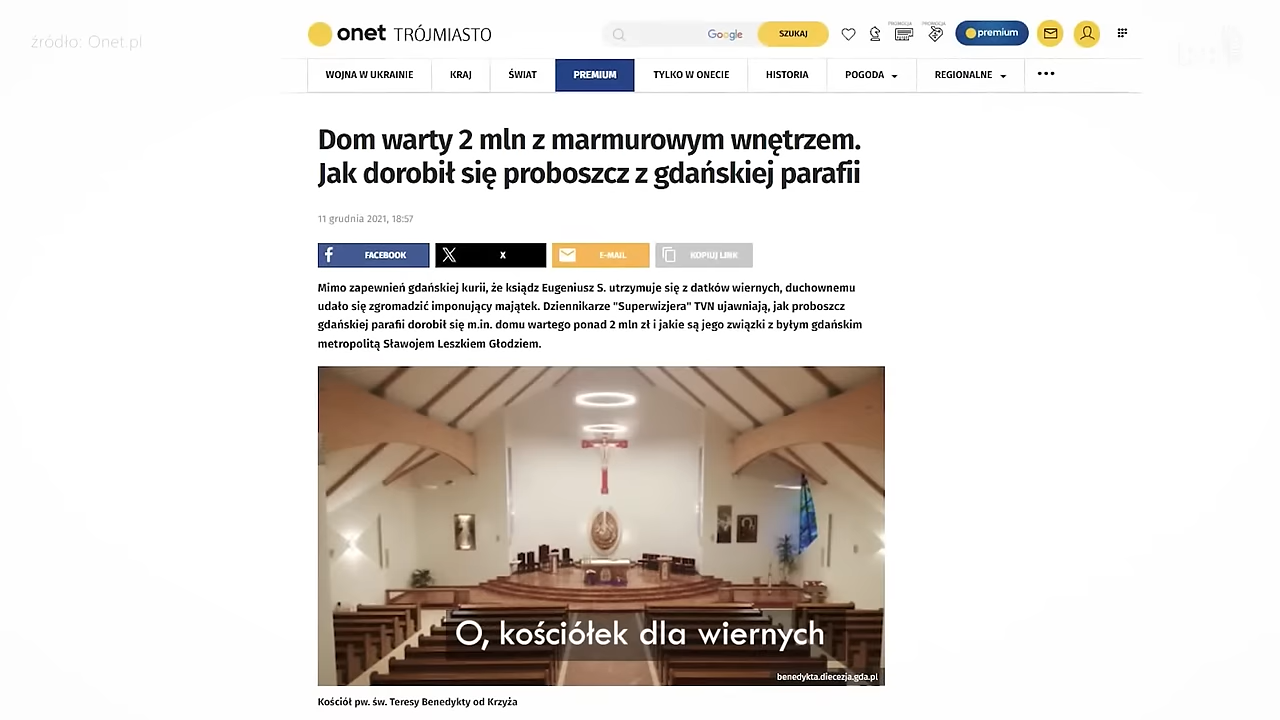 źródło: Onet.pl
onet TRÓJMIASTO
Google
SZUKAJ
PROMOCJA
PROMOCJA
premium
WOJNA W UKRAINIE
KRAJ
ŚWIAT
PREMIUM
TYLKO W ONECIE
HISTORIA
POGODA
REGIONALNE
Dom warty 2 mln z marmurowym wnętrzem.
Jak dorobił się proboszcz z gdańskiej parafii
11 grudnia 2021, 18:57
FACEBOOK
X
E-MAIL
KOPIUJ LINK
Mimo zapewnień gdańskiej kurii, że ksiądz Eugeniusz S. utrzymuje się z datków wiernych, duchownemu
udało się zgromadzić imponujący majątek. Dziennikarze "Superwizjera" TVN ujawniają, jak proboszcz
gdańskiej parafii dorobił się m.in. domu wartego ponad 2 mln zł i jakie są jego związki z byłym gdańskim
metropolitą Sławojem Leszkiem Głodziem.
O, kościółek dla wiernych
benedykta.diecezja.gda.pl
Kościół pw. św. Teresy Benedykty od Krzyża